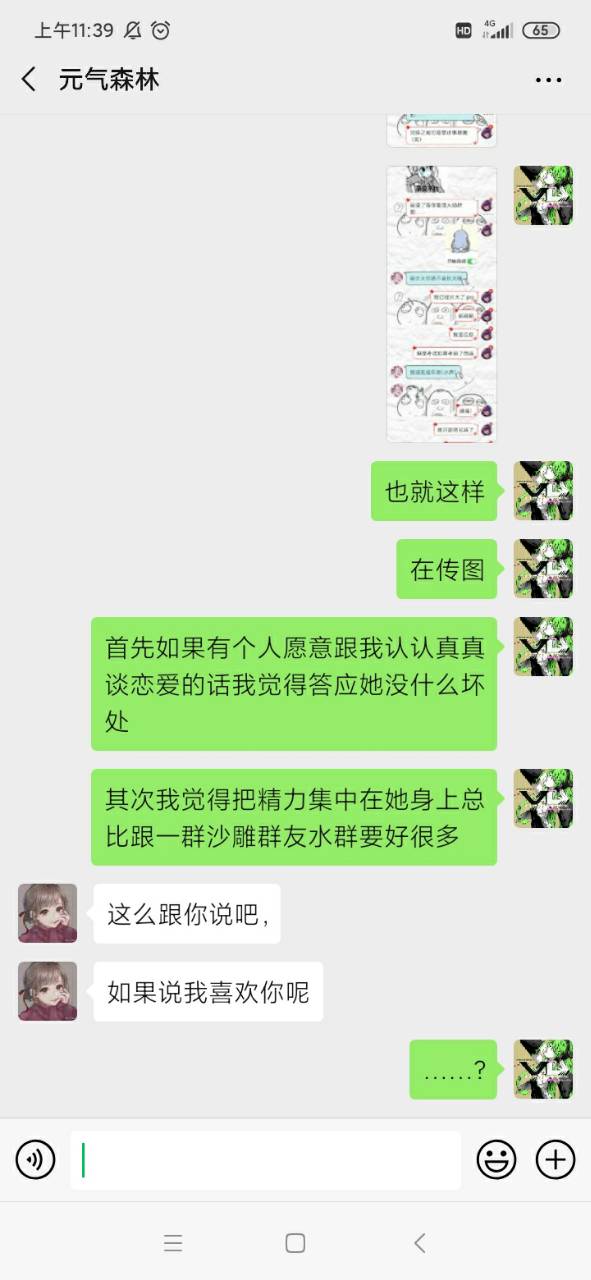 上午11:39
HD
4G
65
元气森林
也就这样
在传图
首先如果有个人愿意跟我认认真真
谈恋爱的话我觉得答应她没什么坏
处
其次我觉得把精力集中在她身上总
比跟一群沙雕群友水群要好很多
这么跟你说吧,
如果说我喜欢你呢
......?